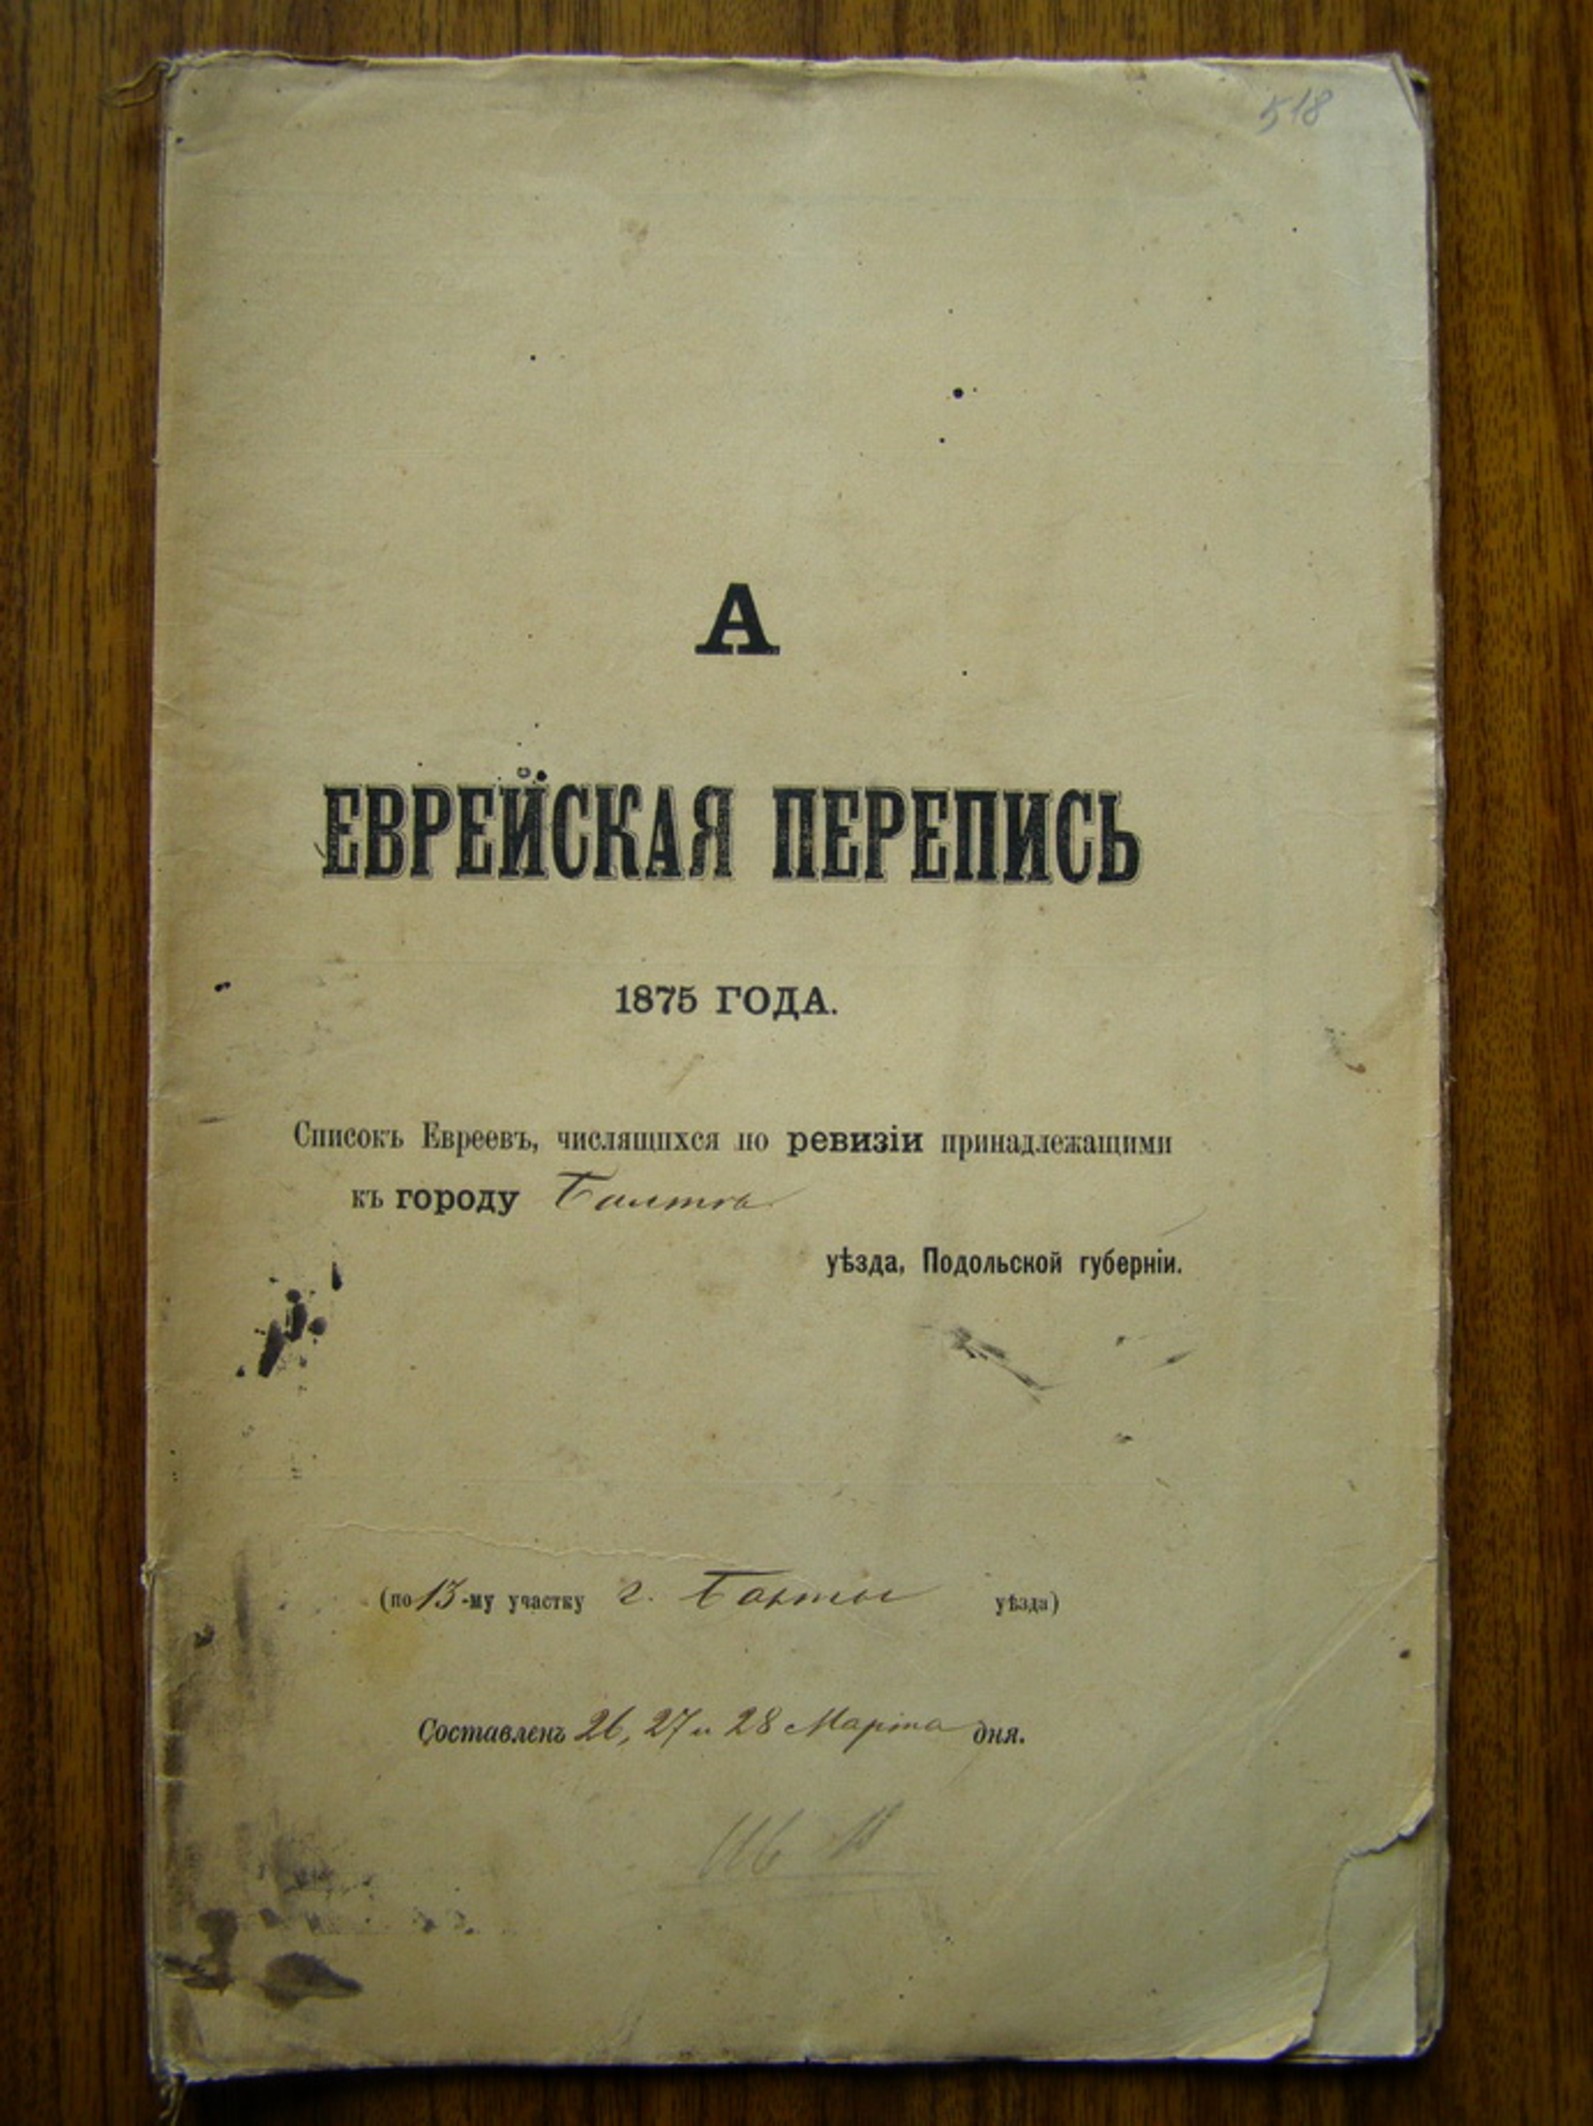 518
А
ЕВРЕЙСКАЯ ПЕРЕПИСЬ
1875 ГОДА.
Списокъ Евреевъ, числящихся по ревизіи принадлежащими
къ городу Балтѣ
уѣзда, Подольской губерніи.
(по 13-му участку г. Балты уѣзда)
Составленъ 26, 27 и 28 Марта дня.